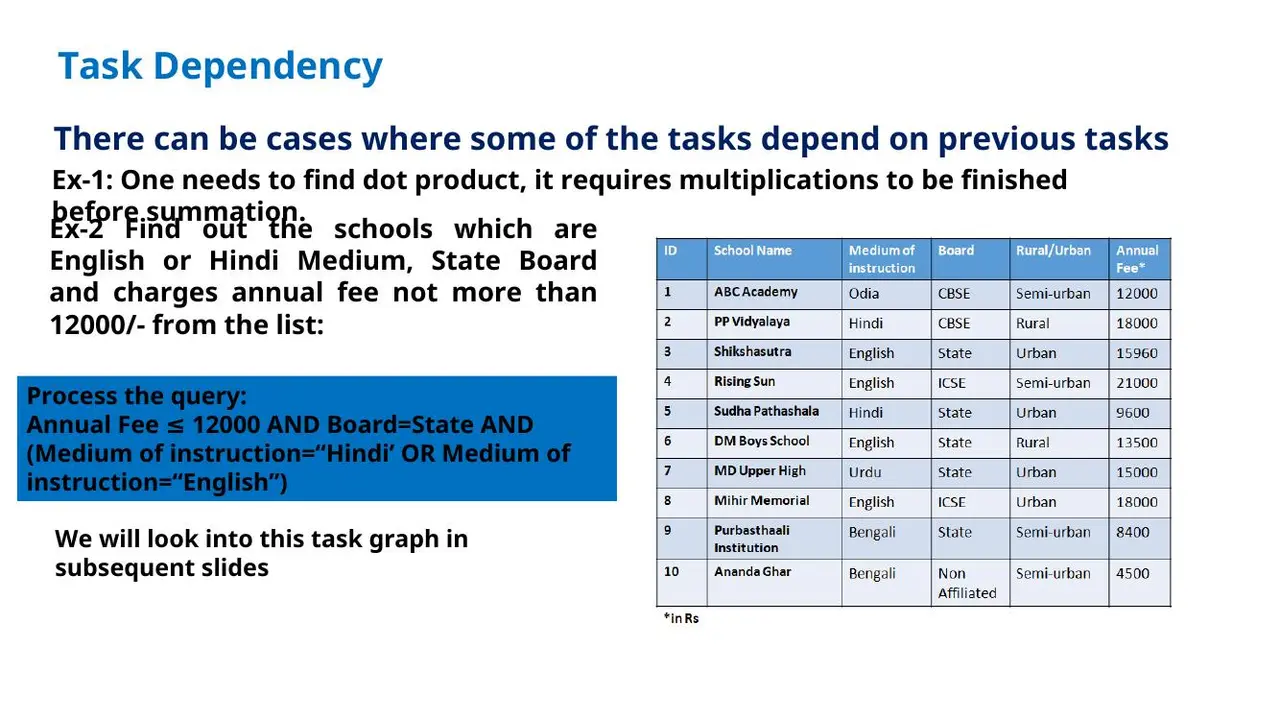 Task Dependency
There can be cases where some of the tasks depend on previous tasks
Ex-1: One needs to find dot product, it requires multiplications to be finished
before summation.
Ex-2 Find out the schools which are
English or Hindi Medium, State Board
and charges annual fee not more than
12000/- from the list:
Process the query:
Annual Fee ≤ 12000 AND Board=State AND
(Medium of instruction=“Hindi’ OR Medium of
instruction=“English”)
We will look into this task graph in
subsequent slides
ID School Name Medium of instruction Board Rural/Urban Annual Fee*
1 ABC Academy Odia CBSE Semi-urban 12000
2 PP Vidyalaya Hindi CBSE Rural 18000
3 Shikshasutra English State Urban 15960
4 Rising Sun English ICSE Semi-urban 21000
5 Sudha Pathashala Hindi State Urban 9600
6 DM Boys School English State Rural 13500
7 MD Upper High Urdu State Urban 15000
8 Mihir Memorial English ICSE Urban 18000
9 Purbasthaali Institution Bengali State Semi-urban 8400
10 Ananda Ghar Bengali Non Affiliated Semi-urban 4500
*in Rs